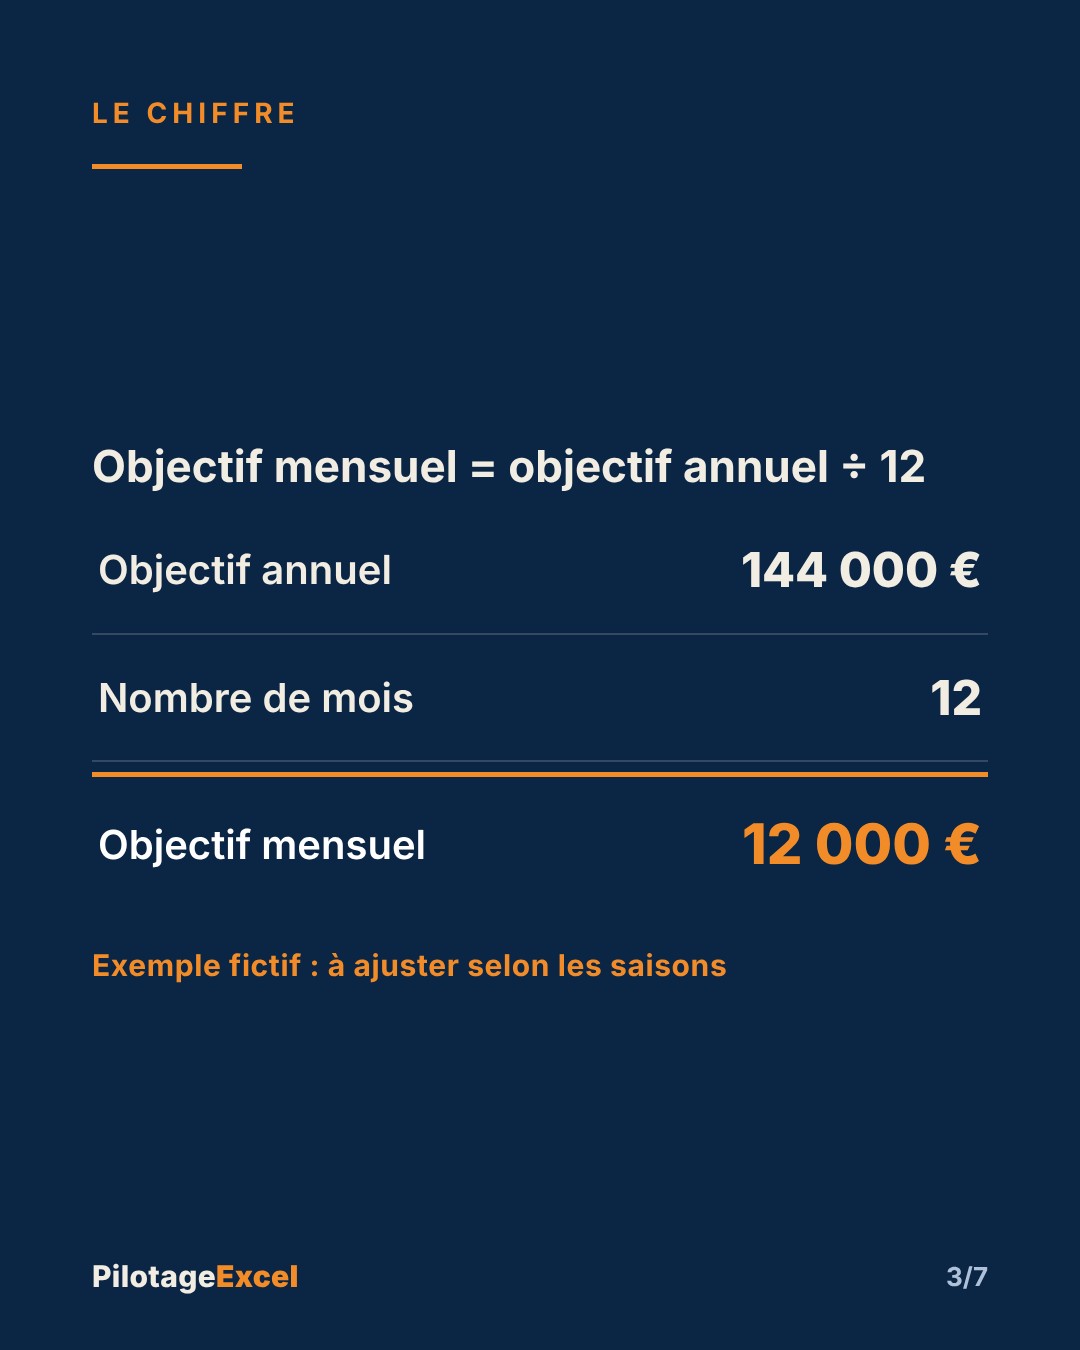 LE CHIFFRE
Objectif mensuel = objectif annuel ÷ 12
Objectif annuel 144 000 €
Nombre de mois 12
Objectif mensuel 12 000 €
Exemple fictif : à ajuster selon les saisons
PilotageExcel 3/7